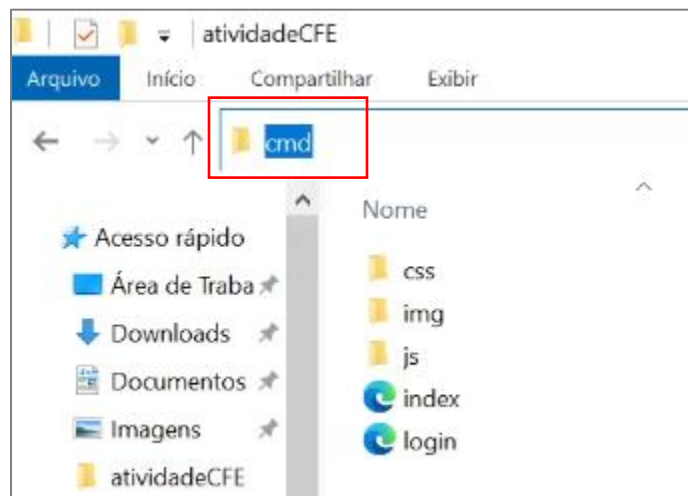 atividadeCFE
Arquivo Início Compartilhar Exibir
cmd
Acesso rápido
Área de Traba
Downloads
Documentos
Imagens
atividadeCFE
Nome
css
img
js
index
login